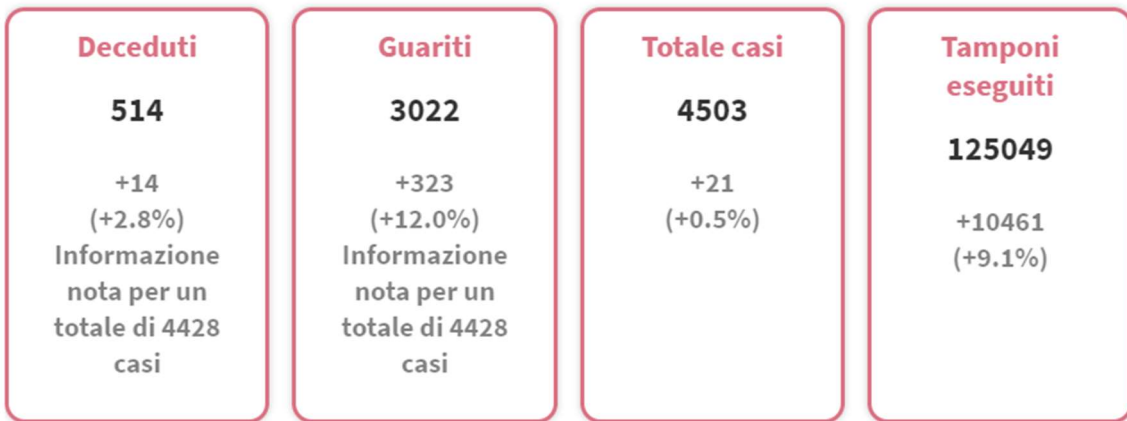 Deceduti
514
+14
(+2.8%)
Informazione
nota per un
totale di 4428
casi
Guariti
3022
+323
(+12.0%)
Informazione
nota per un
totale di 4428
casi
Totale casi
4503
+21
(+0.5%)
Tamponi
eseguiti
125049
+10461
(+9.1%)